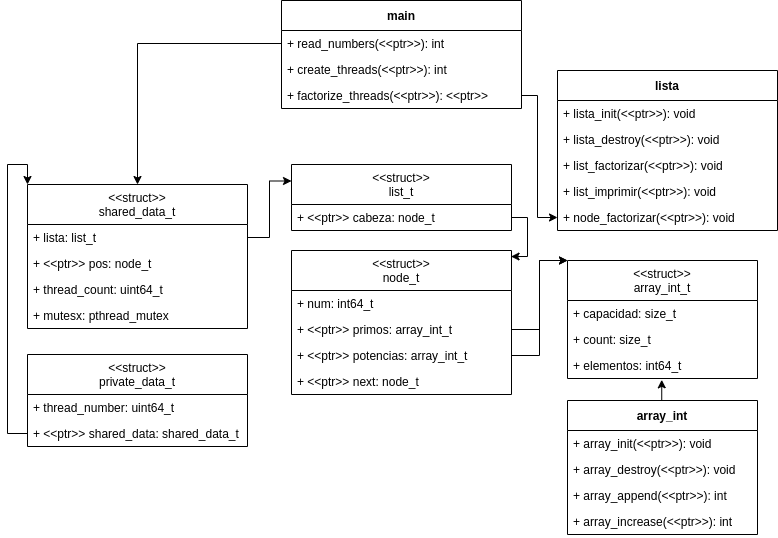 main
+ read_numbers(<<ptr>>): int
+ create_threads(<<ptr>>): int
+ factorize_threads(<<ptr>>): <<ptr>>
lista
+ lista_init(<<ptr>>): void
+ lista_destroy(<<ptr>>): void
+ list_factorizar(<<ptr>>): void
+ list_imprimir(<<ptr>>): void
+ node_factorizar(<<ptr>>): void
<<struct>>
shared_data_t
+ lista: list_t
+ <<ptr>> pos: node_t
+ thread_count: uint64_t
+ mutesx: pthread_mutex
<<struct>>
list_t
+ <<ptr>> cabeza: node_t
<<struct>>
node_t
+ num: int64_t
+ <<ptr>> primos: array_int_t
+ <<ptr>> potencias: array_int_t
+ <<ptr>> next: node_t
<<struct>>
array_int_t
+ capacidad: size_t
+ count: size_t
+ elementos: int64_t
<<struct>>
private_data_t
+ thread_number: uint64_t
+ <<ptr>> shared_data: shared_data_t
array_int
+ array_init(<<ptr>>): void
+ array_destroy(<<ptr>>): void
+ array_append(<<ptr>>): int
+ array_increase(<<ptr>>): int